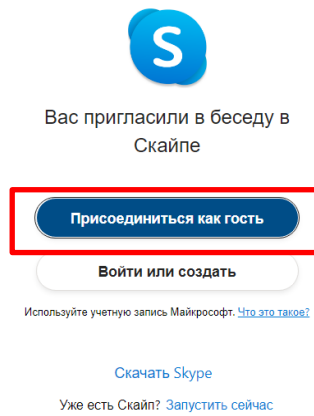 S
Вас пригласили в беседу в
Скайпе
Присоединиться как гость
Войти или создать
Используйте учетную запись Майкрософт. Что это такое?
Скачать Skype
Уже есть Скайп? Запустить сейчас